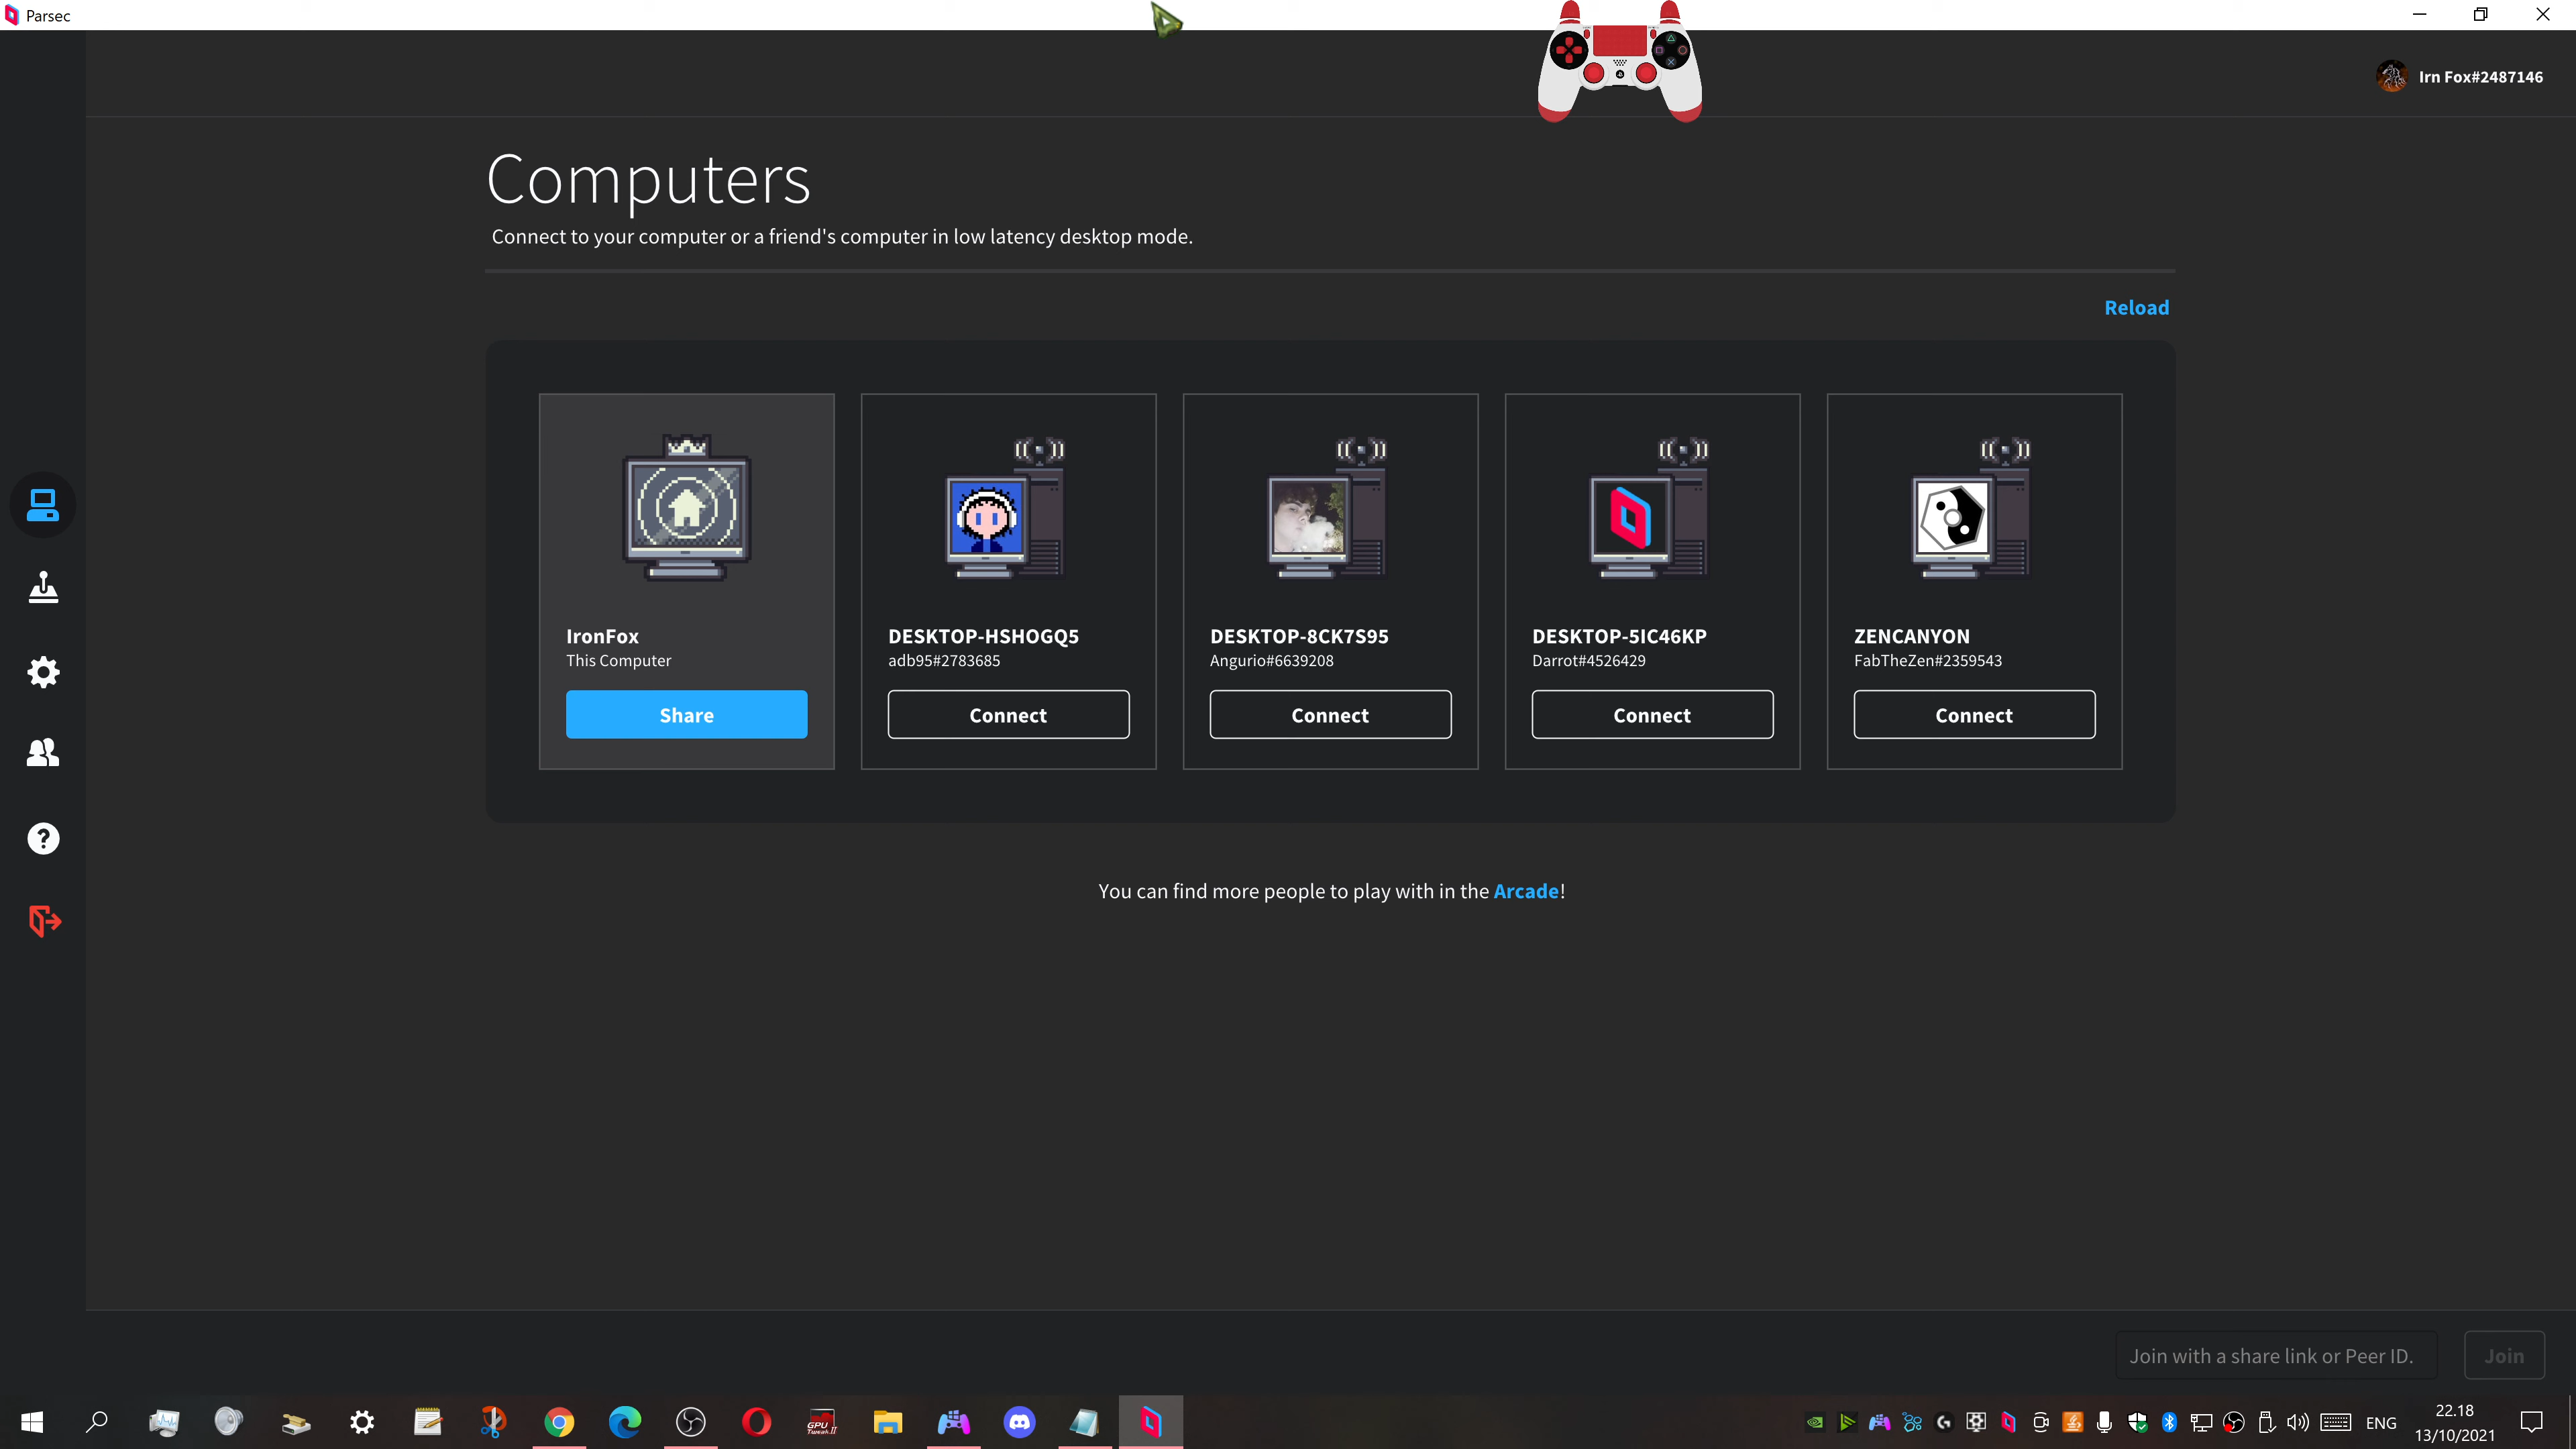 Parsec
Irn Fox#2487146
Computers
Connect to your computer or a friend's computer in low latency desktop mode.
Reload
IronFox
This Computer
Share
DESKTOP-HSHOGQ5
adb95#2783685
Connect
DESKTOP-8CK7S95
Angurio#6639208
Connect
DESKTOP-5IC46KP
Darrot#4526429
Connect
ZENCANYON
FabTheZen#2359543
Connect
You can find more people to play with in the Arcade!
Join with a share link or Peer ID.
Join
GPU
Tweak II
ENG
22.18
13/10/2021